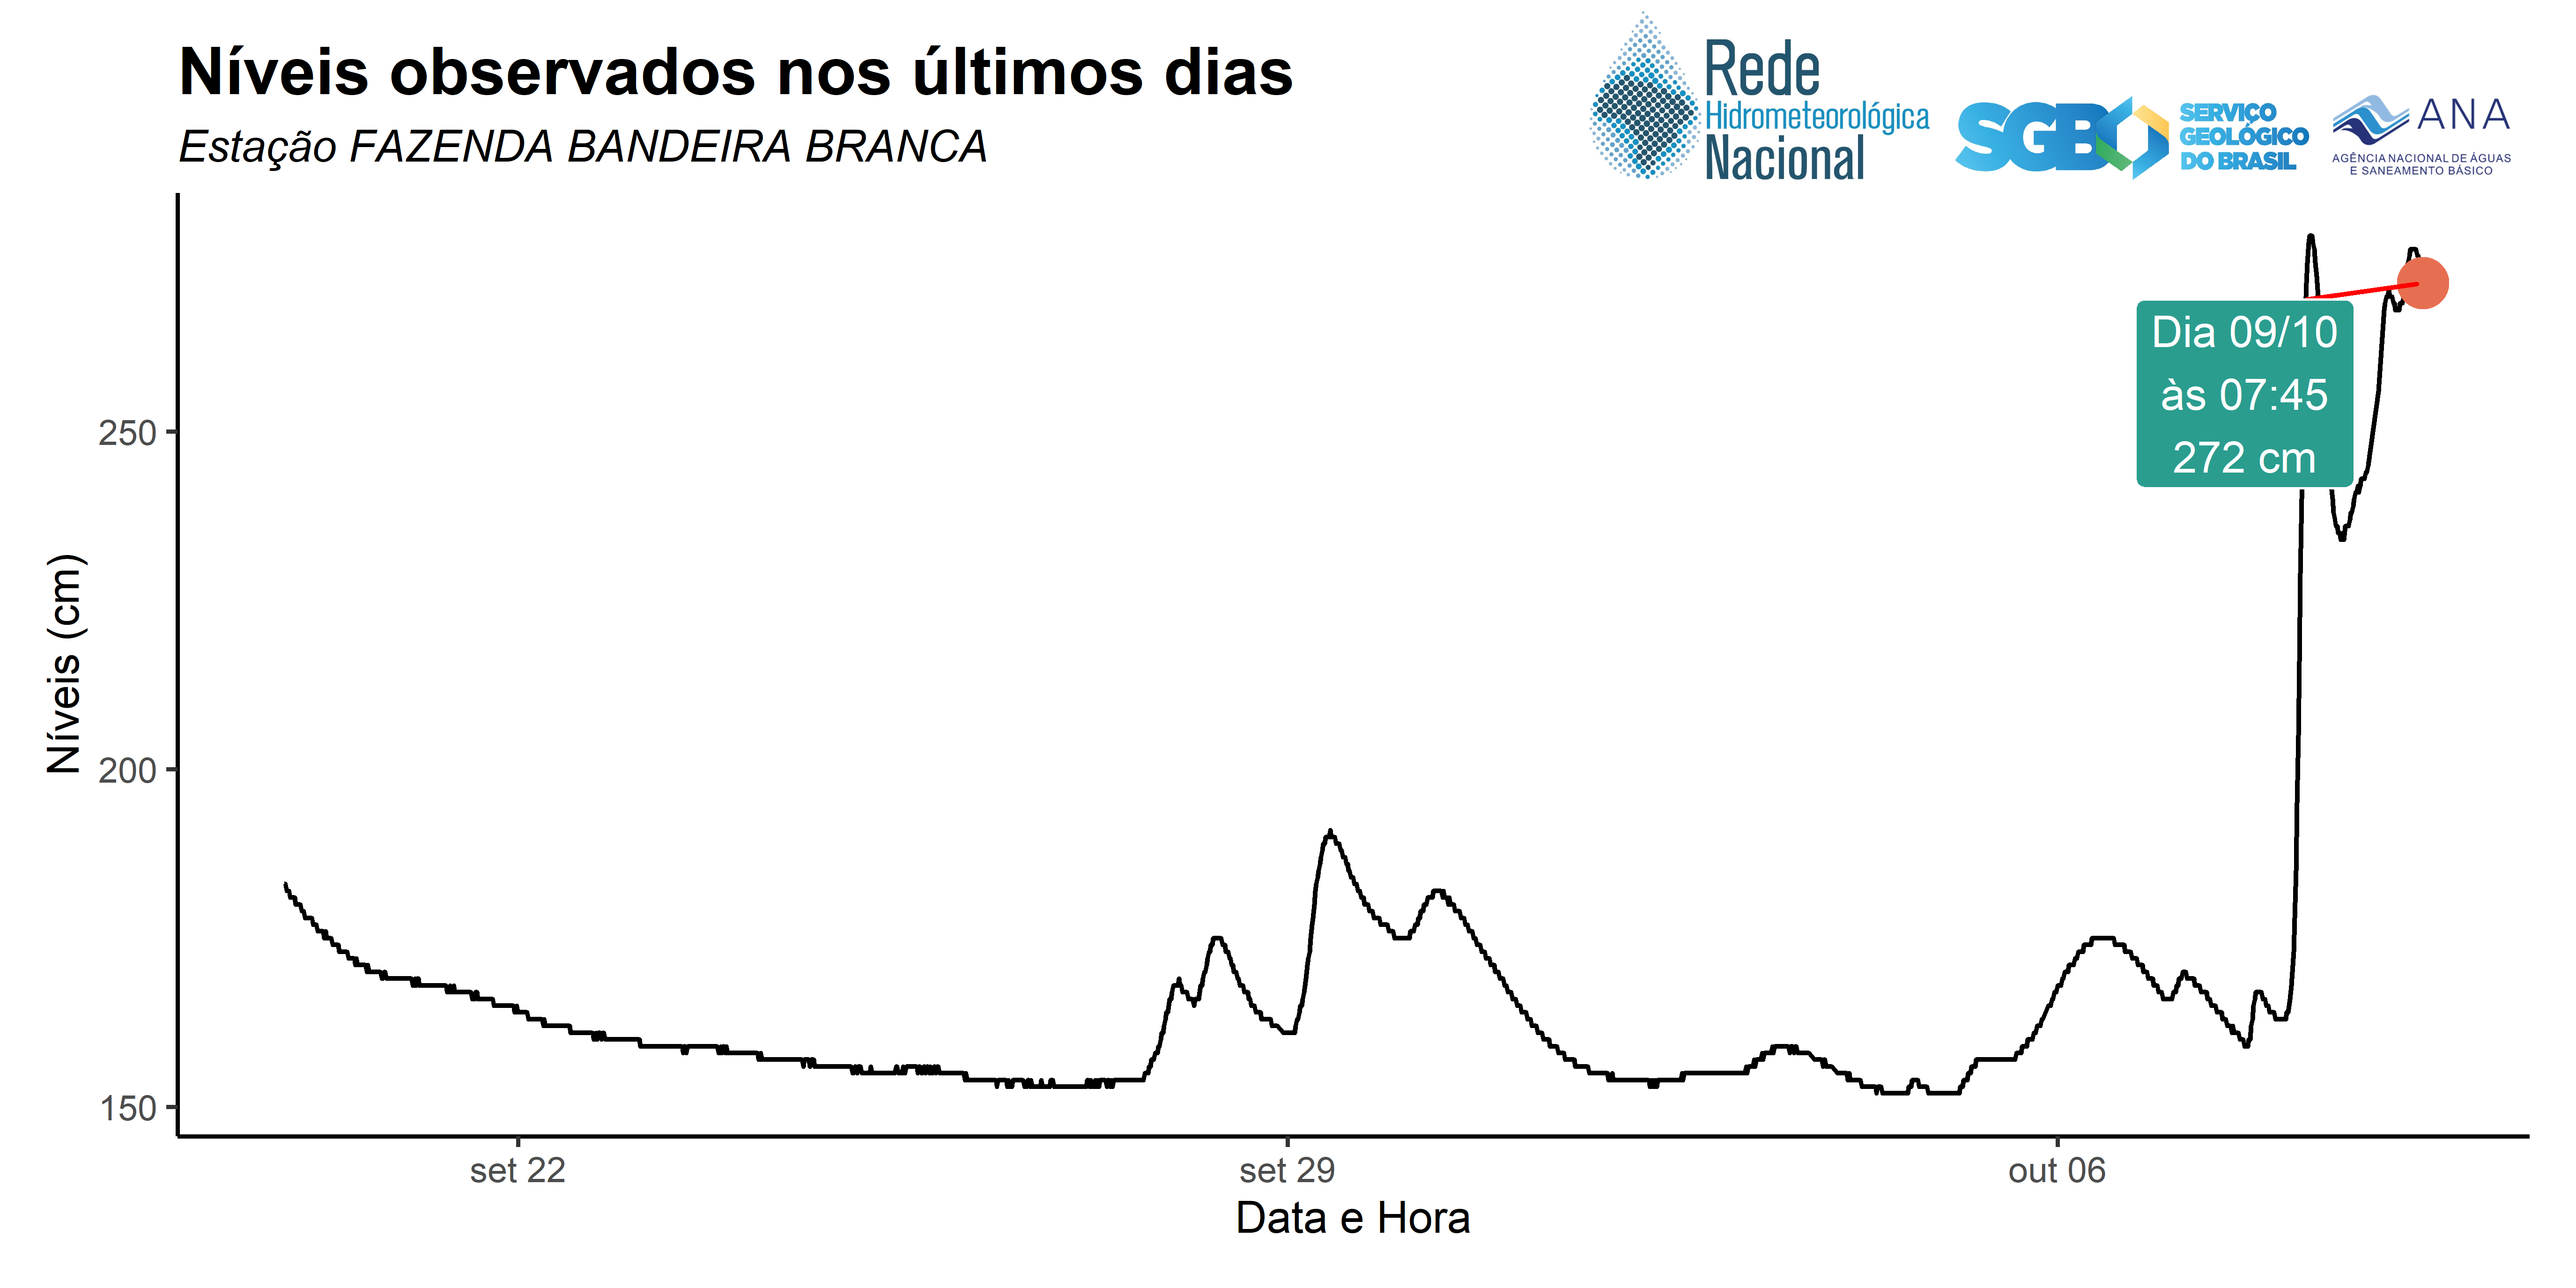 Níveis observados nos últimos dias
Estação FAZENDA BANDEIRA BRANCA
Rede
Hidrometeorológica
Nacional
SGB
SERVIÇO
GEOLÓGICO
DO BRASIL
ANA
AGÊNCIA NACIONAL DE ÁGUAS
E SANEAMENTO BÁSICO
Níveis (cm)
250
200
150
Dia 09/10
às 07:45
272 cm
set 22
set 29
out 06
Data e Hora